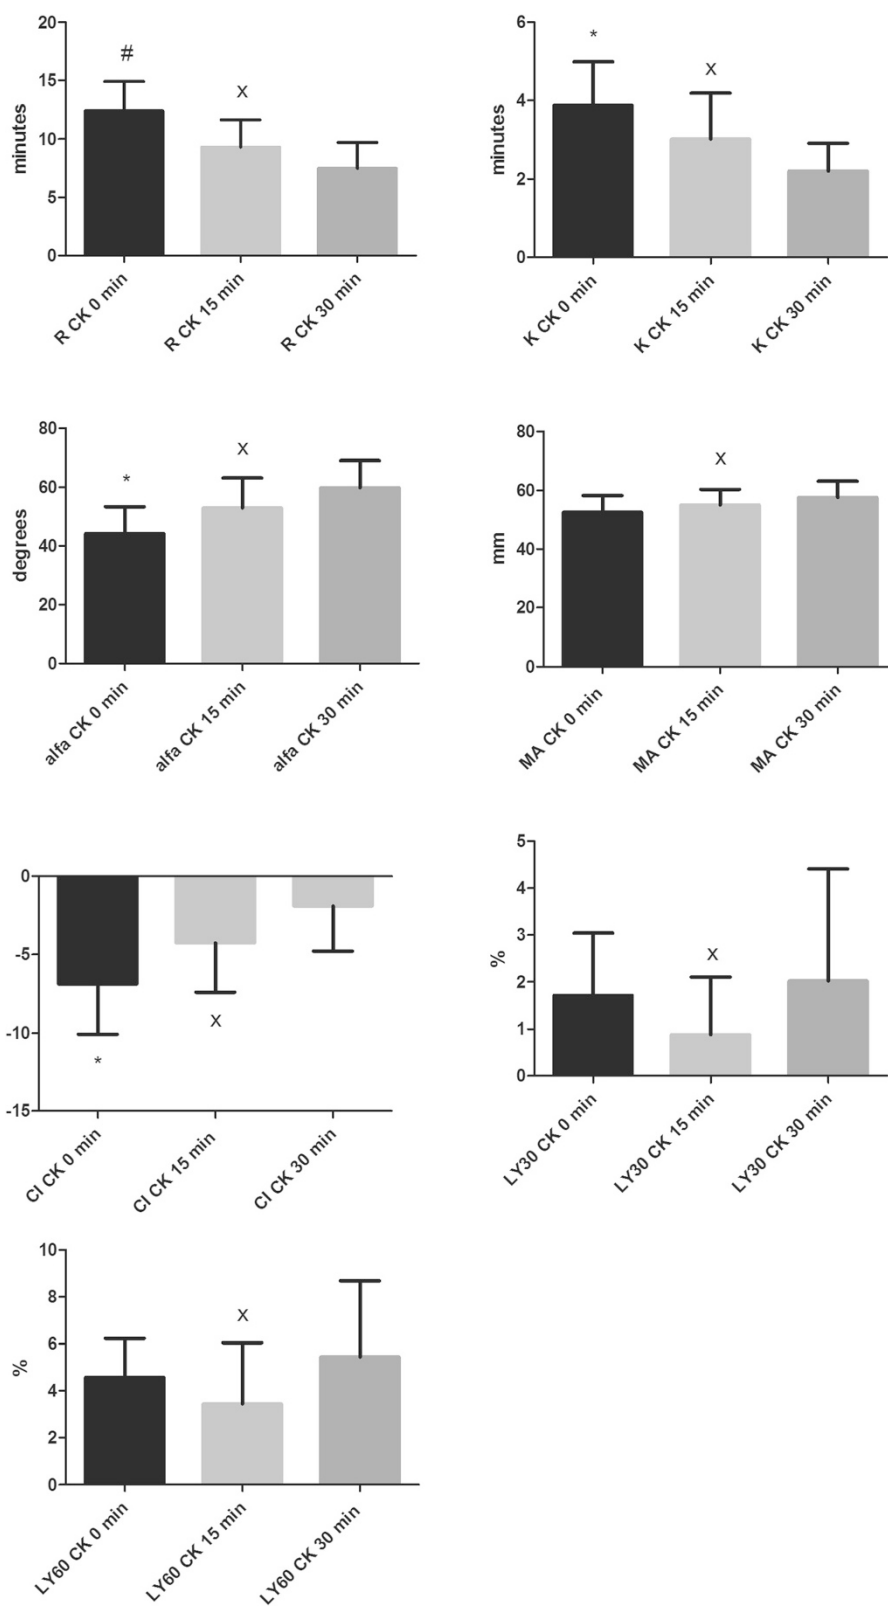 20
15
10
5
0
minutes
#
X
R CK 0 min
R CK 15 min
R CK 30 min
6
4
2
0
minutes
*
X
K CK 0 min
K CK 15 min
K CK 30 min
80
60
40
20
0
degrees
*
X
alfa CK 0 min
alfa CK 15 min
alfa CK 30 min
80
60
40
20
0
mm
X
MA CK 0 min
MA CK 15 min
MA CK 30 min
0
-5
-10
-15
*
X
CI CK 0 min
CI CK 15 min
CI CK 30 min
5
4
3
2
1
0
%
X
LY30 CK 0 min
LY30 CK 15 min
LY30 CK 30 min
10
8
6
4
2
0
%
X
LY60 CK 0 min
LY60 CK 15 min
LY60 CK 30 min